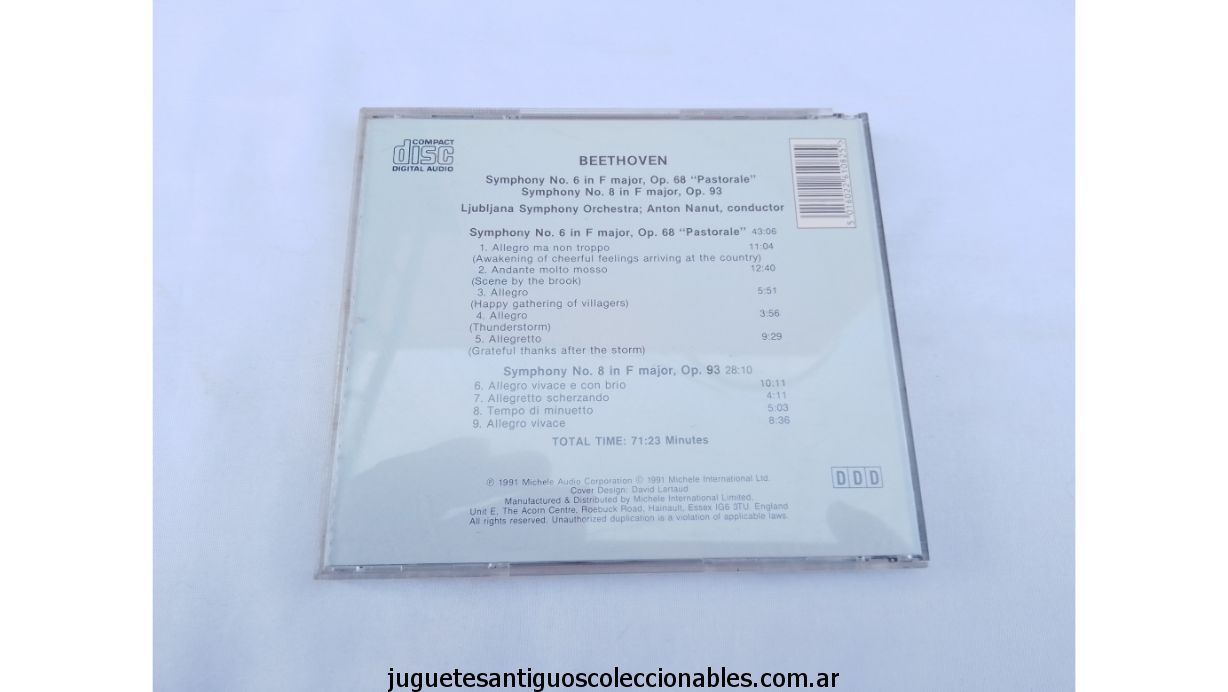 COMPACT
disc
DIGITAL AUDIO
BEETHOVEN
Symphony No. 6 in F major, Op. 68 "Pastorale"
Symphony No. 8 in F major, Op. 93
Ljubljana Symphony Orchestra; Anton Nanut, conductor
Symphony No. 6 in F major, Op. 68 "Pastorale" 43:06
1. Allegro ma non troppo 11:04
(Awakening of cheerful feelings arriving at the country)
2. Andante molto mosso 12:40
(Scene by the brook)
3. Allegro 5:51
(Happy gathering of villagers)
4. Allegro 3:56
(Thunderstorm)
5. Allegretto 9:29
(Grateful thanks after the storm)
Symphony No. 8 in F major, Op. 93 28:10
6. Allegro vivace e con brio 10:11
7. Allegretto scherzando 4:11
8. Tempo di minuetto 5:03
9. Allegro vivace 8:36
TOTAL TIME: 71:23 Minutes
DDD
℗ 1991 Michele Audio Corporation © 1991 Michele International Ltd.
Cover Design: David Lartaud
Manufactured & Distributed by Michele International Limited,
Unit E, The Acorn Centre, Roebuck Road, Hainault, Essex IG6 3TU England
All rights reserved. Unauthorized duplication is a violation of applicable laws.
juguetesantiguoscoleccionables.com.ar